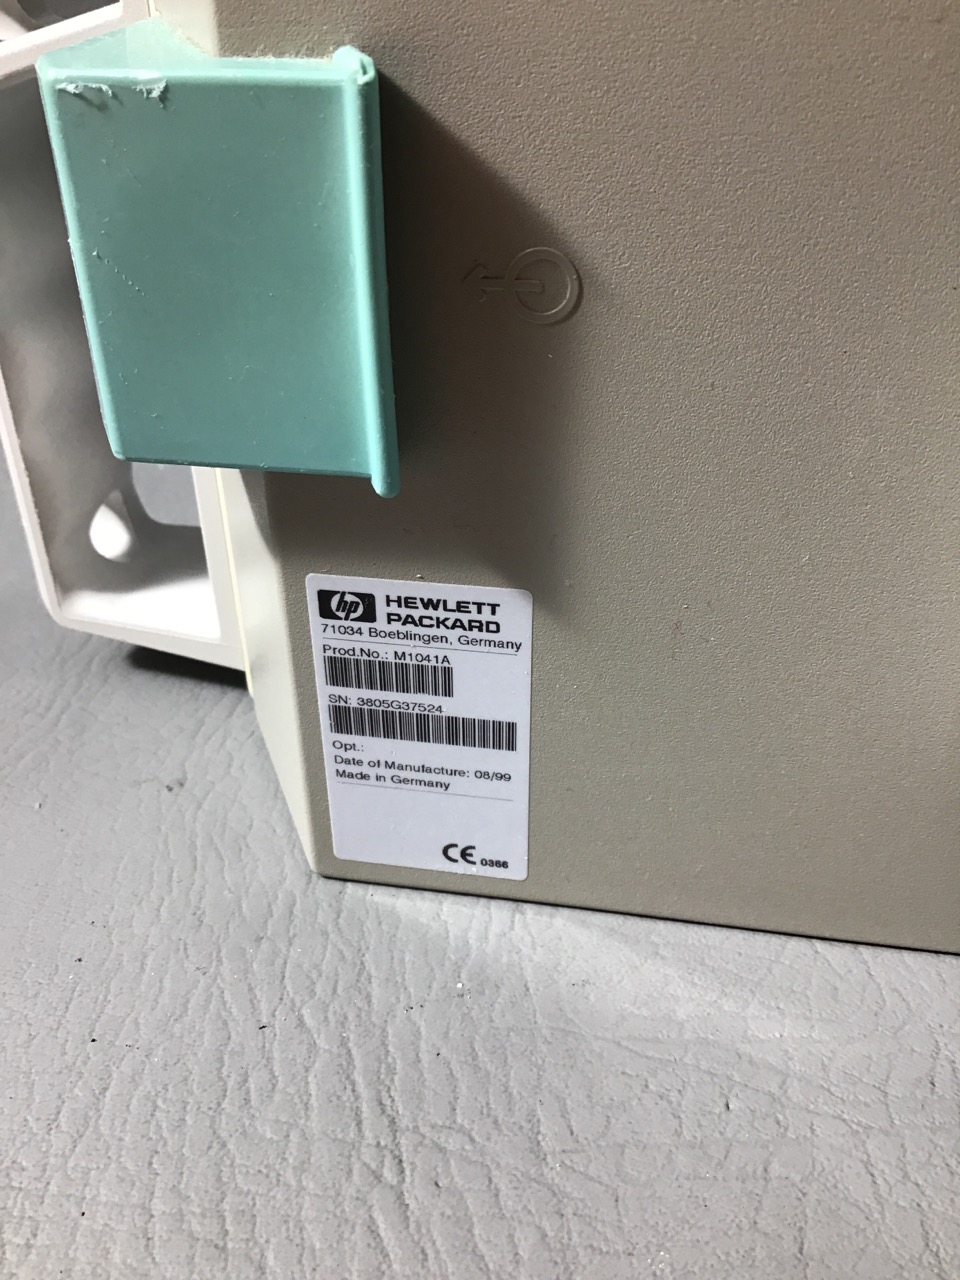 hp HEWLETT
PACKARD
71034 Boeblingen, Germany
Prod.No.: M1041A
SN: 3805G37524
Opt.:
Date of Manufacture: 08/99
Made in Germany
CE 0366